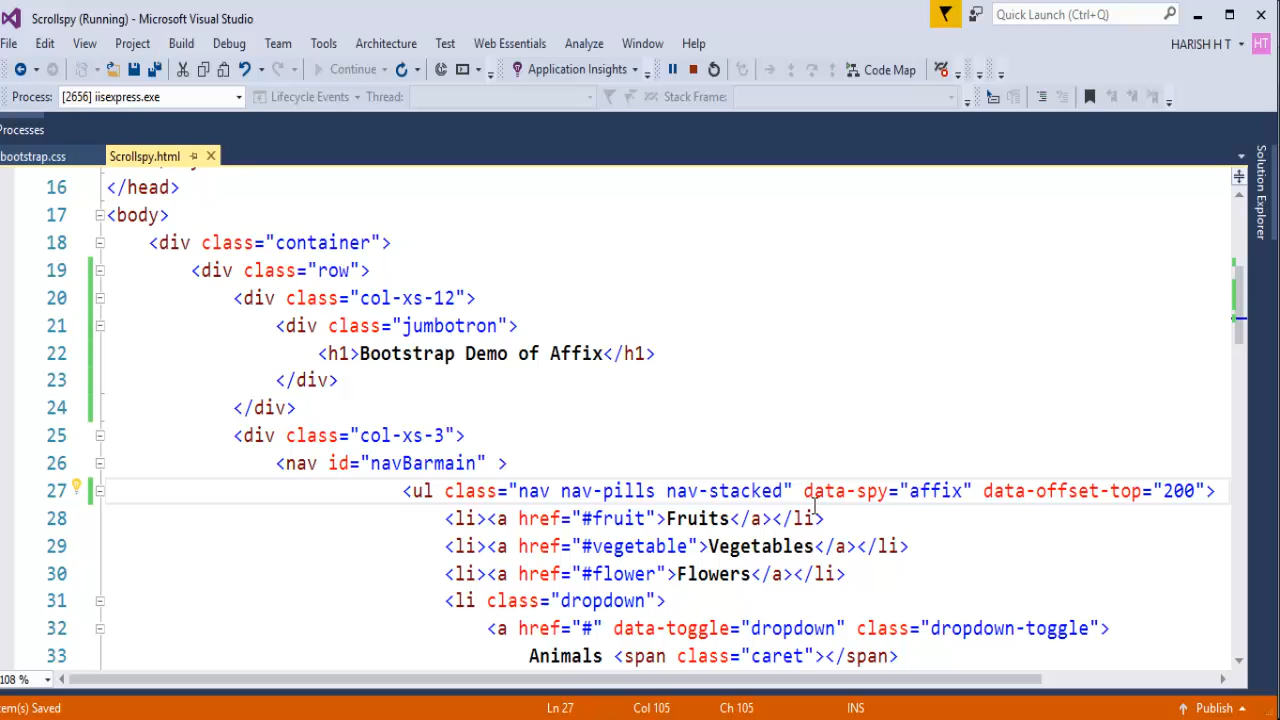 Scrollspy (Running) - Microsoft Visual Studio
Quick Launch (Ctrl+Q)
File Edit View Project Build Debug Team Tools Architecture Test Web Essentials Analyze Window Help
HARISH H T HT
Continue Application Insights Code Map
Process: [2656] iisexpress.exe Lifecycle Events Thread: Stack Frame:
Processes
bootstrap.css Scrollspy.html
Solution Explorer
16 </head>
17 <body>
18 <div class="container">
19 <div class="row">
20 <div class="col-xs-12">
21 <div class="jumbotron">
22 <h1>Bootstrap Demo of Affix</h1>
23 </div>
24 </div>
25 <div class="col-xs-3">
26 <nav id="navBarmain" >
27 <ul class="nav nav-pills nav-stacked" data-spy="affix" data-offset-top="200">
28 <li><a href="#fruit">Fruits</a></li>
29 <li><a href="#vegetable">Vegetables</a></li>
30 <li><a href="#flower">Flowers</a></li>
31 <li class="dropdown">
32 <a href="#" data-toggle="dropdown" class="dropdown-toggle">
33 Animals <span class="caret"></span>
108 %
tem(s) Saved Ln 27 Col 105 Ch 105 INS Publish